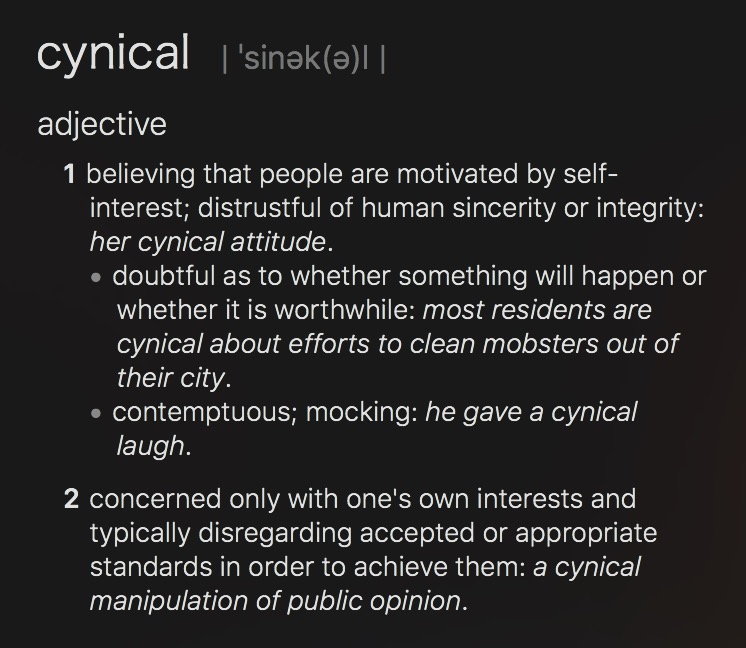 cynical | ˈsinək(ə)l |
adjective
1 believing that people are motivated by self-
interest; distrustful of human sincerity or integrity:
her cynical attitude.
• doubtful as to whether something will happen or
whether it is worthwhile: most residents are
cynical about efforts to clean mobsters out of
their city.
• contemptuous; mocking: he gave a cynical
laugh.
2 concerned only with one's own interests and
typically disregarding accepted or appropriate
standards in order to achieve them: a cynical
manipulation of public opinion.